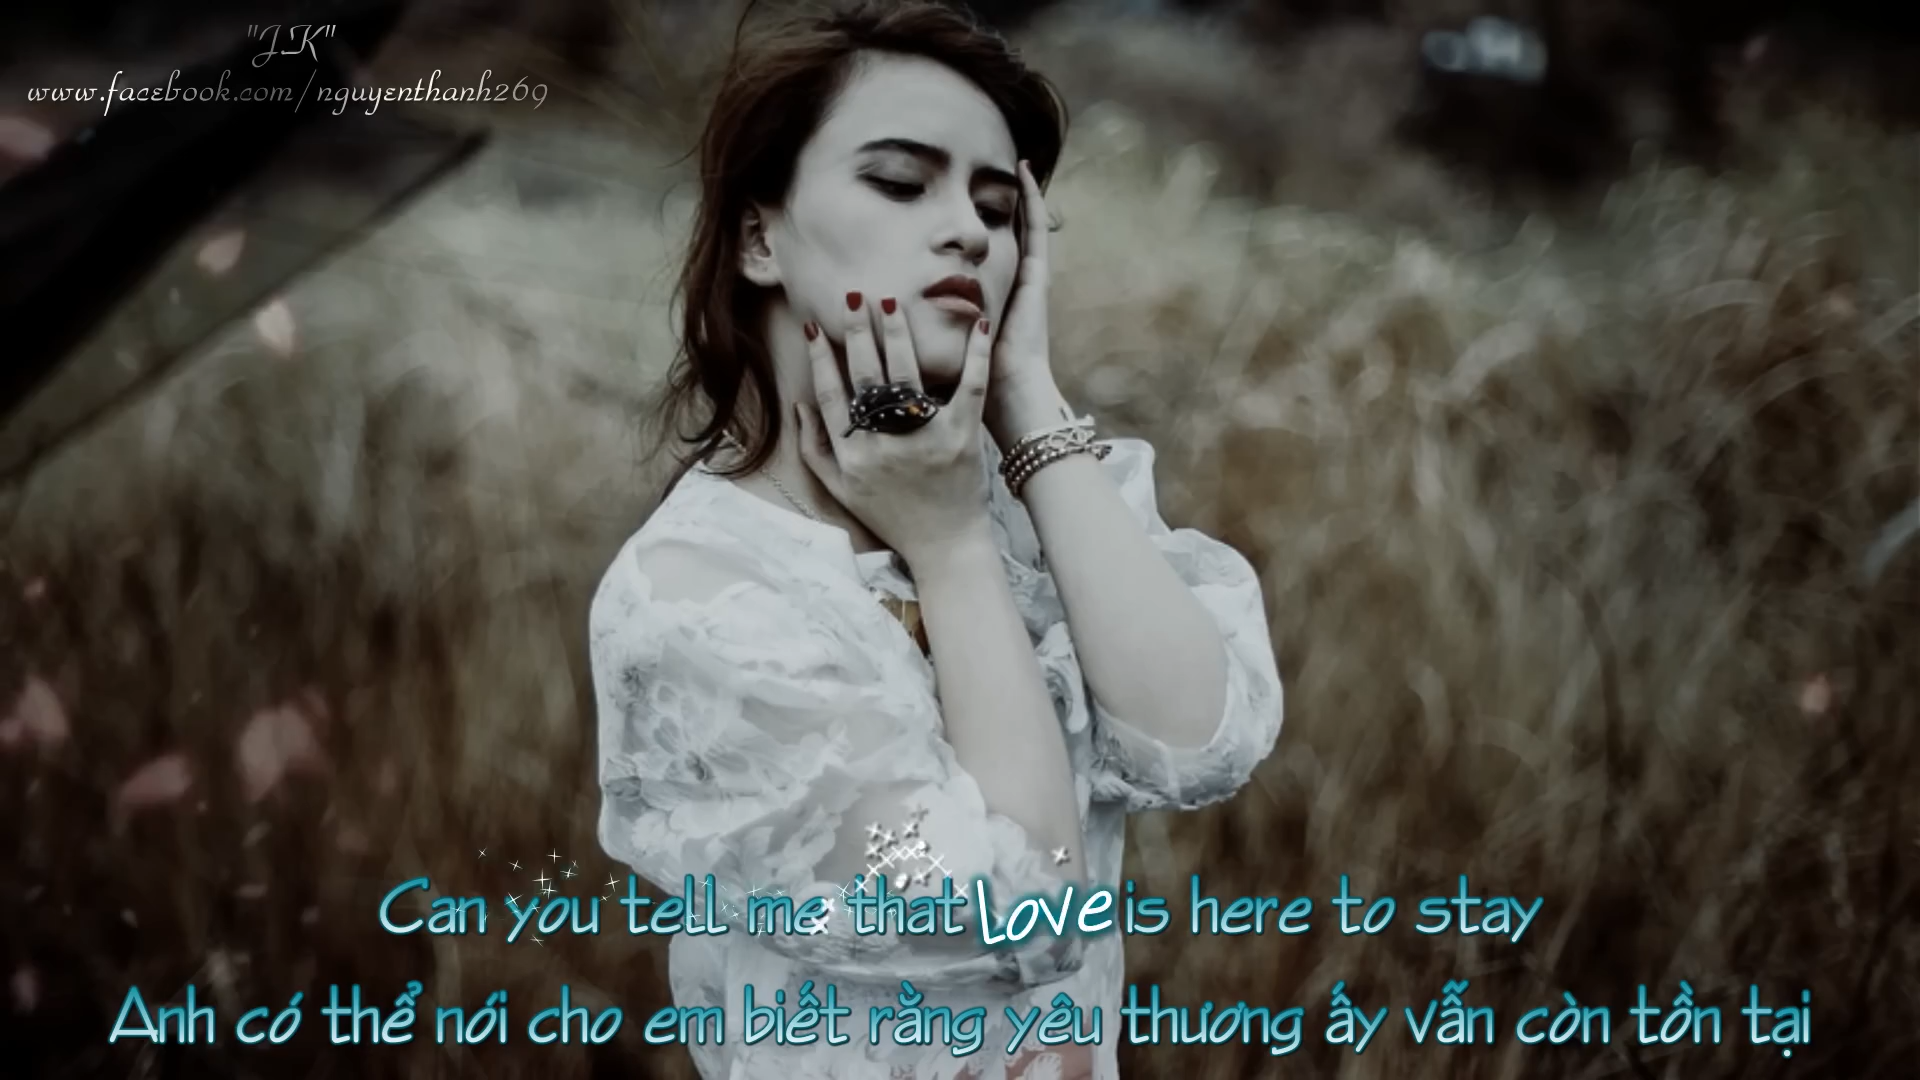 "J.K"
www.facebook.com/nguyenthanh269
Can you tell me that Love is here to stay
Anh có thể nói cho em biết rằng yêu thương ấy vẫn còn tồn tại